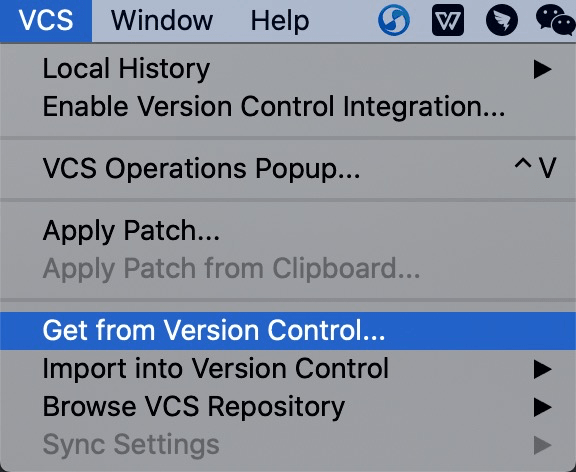 VCS Window Help
Local History
Enable Version Control Integration...
VCS Operations Popup... ^ V
Apply Patch...
Apply Patch from Clipboard...
Get from Version Control...
Import into Version Control
Browse VCS Repository
Sync Settings